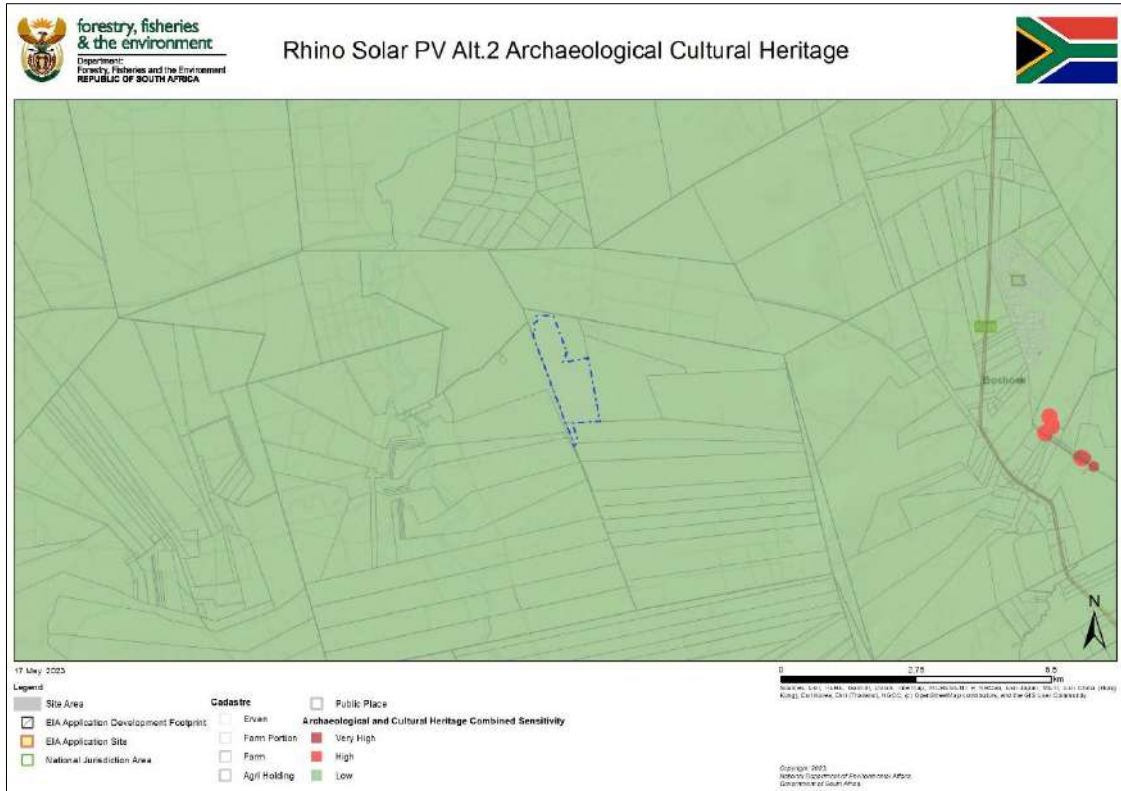 forestry, fisheries
& the environment
Department:
Forestry, Fisheries and the Environment
REPUBLIC OF SOUTH AFRICA
Rhino Solar PV Alt.2 Archaeological Cultural Heritage
Boshoek
N
17 May 2023
0 2.75 5.5
km
Legend
Site Area
EIA Application Development Footprint
EIA Application Site
National Jurisdiction Area
Cadastre
Erven
Farm Portion
Farm
Agri Holding
Public Place
Archaeological and Cultural Heritage Combined Sensitivity
Very High
High
Low
Copyright: 2023
National Department of Environmental Affairs,
Government of South Africa